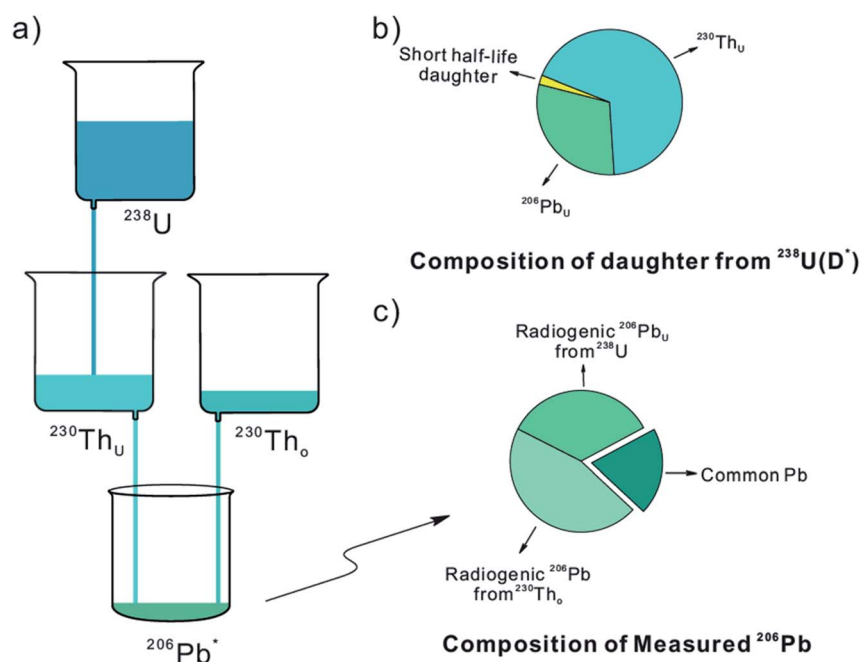 a)
²³⁸U
²³⁰Thᵤ
²³⁰Thₒ
²⁰⁶Pb*
b)
Short half-life
daughter
²³⁰Thᵤ
²⁰⁶Pbᵤ
Composition of daughter from ²³⁸U(D*)
c)
Radiogenic ²⁰⁶Pbᵤ
from ²³⁸U
Common Pb
Radiogenic ²⁰⁶Pb
from ²³⁰Thₒ
Composition of Measured ²⁰⁶Pb